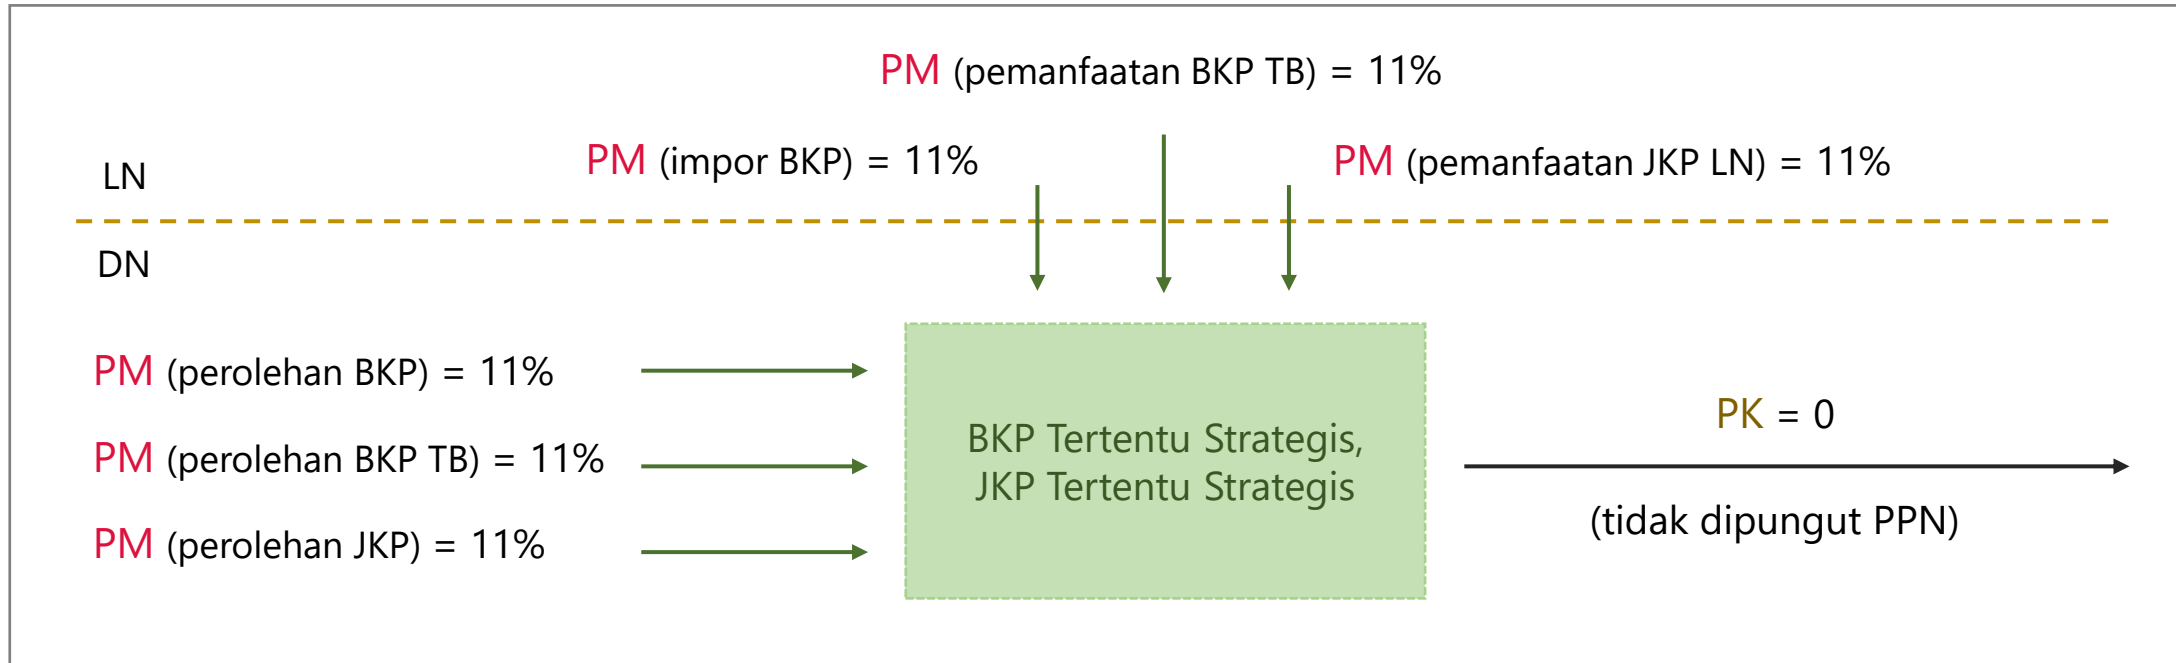 PM (pemanfaatan BKP TB) = 11%
PM (impor BKP) = 11%
PM (pemanfaatan JKP LN) = 11%
LN
DN
PM (perolehan BKP) = 11%
PM (perolehan BKP TB) = 11%
PM (perolehan JKP) = 11%
BKP Tertentu Strategis,
JKP Tertentu Strategis
PK = 0
(tidak dipungut PPN)